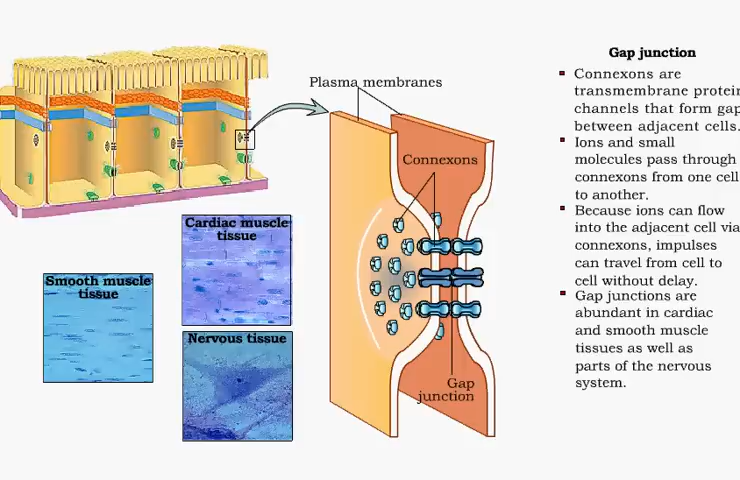 Gap junction
Connexons are
transmembrane protein
channels that form gap
between adjacent cells.
Ions and small
molecules pass through
connexons from one cell
to another.
Because ions can flow
into the adjacent cell via
connexons, impulses
can travel from cell to
cell without delay.
Gap junctions are
abundant in cardiac
and smooth muscle
tissues as well as
parts of the nervous
system.
Plasma membranes
Connexons
Gap
junction
Cardiac muscle
tissue
Smooth muscle
tissue
Nervous tissue